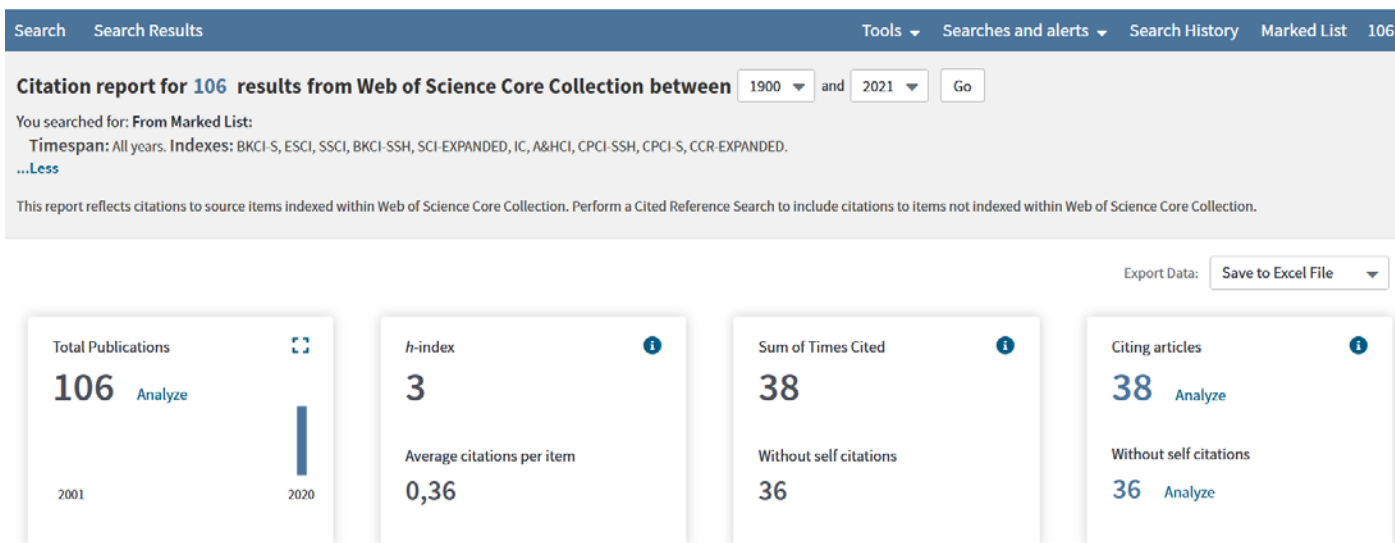 Search Search Results Tools Searches and alerts Search History Marked List 106
Citation report for 106 results from Web of Science Core Collection between 1900 and 2021 Go
You searched for: From Marked List:
Timespan: All years. Indexes: BKCI-S, ESCI, SSCI, BKCI-SSH, SCI-EXPANDED, IC, A&HCI, CPCI-SSH, CPCI-S, CCR-EXPANDED.
...Less
This report reflects citations to source items indexed within Web of Science Core Collection. Perform a Cited Reference Search to include citations to items not indexed within Web of Science Core Collection.
Export Data: Save to Excel File
Total Publications
106 Analyze
2001 2020
h-index
3
Average citations per item
0,36
Sum of Times Cited
38
Without self citations
36
Citing articles
38 Analyze
Without self citations
36 Analyze